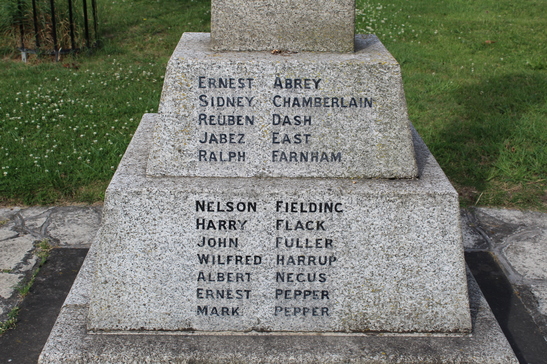 ERNEST ABREY
SIDNEY CHAMBERLAIN
REUBEN DASH
JABEZ EAST
RALPH FARNHAM
NELSON FIELDING
HARRY FLACK
JOHN FULLER
WILFRED HARRUP
ALBERT NEGUS
ERNEST PEPPER
MARK PEPPER